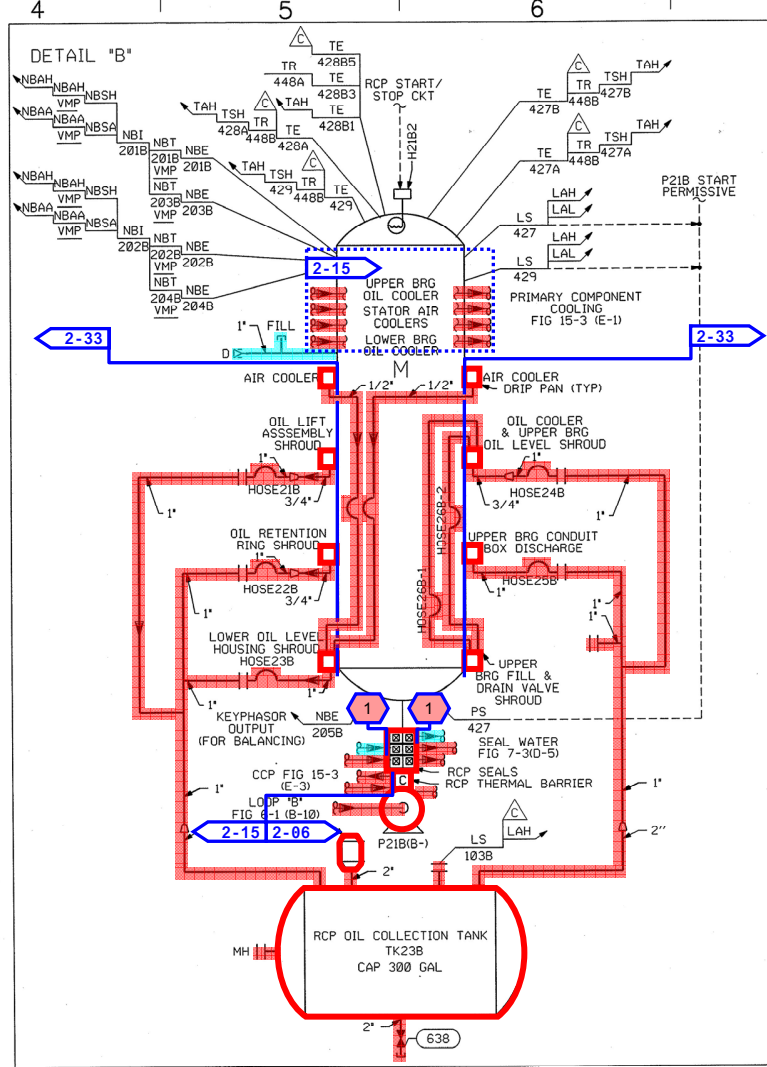 4
5
6
DETAIL "B"
NBAH
NBAH
VMP
NBSH
NBAA
NBAA
VMP
NBSA
NBI
201B
NBT
201B
VMP
NBE
201B
NBT
203B
VMP
NBE
203B
NBAH
NBAH
VMP
NBSH
NBAA
NBAA
VMP
NBSA
NBI
202B
NBT
202B
VMP
NBE
202B
NBT
204B
VMP
NBE
204B
C
TE
428B5
TR
448A
TE
428B3
TAH
TE
428B1
TAH
TSH
428A
C
TR
448B
TE
428A
TAH
TSH
429
C
TR
448B
TE
429
RCP START/
STOP CKT
H21B2
TE
427B
C
TR
448B
TSH
427B
TAH
TE
427A
C
TR
448B
TSH
427A
TAH
P21B START
PERMISSIVE
LS
427
LAH
LAL
LS
429
LAH
LAL
2-15
UPPER BRG
OIL COOLER
STATOR AIR
COOLERS
LOWER BRG
OIL COOLER
M
PRIMARY COMPONENT
COOLING
FIG 15-3 (E-1)
2-33
2-33
1"
FILL
D
AIR COOLER
1/2"
1/2"
AIR COOLER
DRIP PAN (TYP)
OIL LIFT
ASSSEMBLY
SHROUD
1"
HOSE21B
3/4"
1"
OIL COOLER
& UPPER BRG
OIL LEVEL SHROUD
1"
HOSE24B
3/4"
1"
HOSE26B-2
HOSE26B-1
OIL RETENTION
RING SHROUD
1"
HOSE22B
3/4"
1"
UPPER BRG CONDUIT
BOX DISCHARGE
HOSE25B
1"
1"
1"
LOWER OIL LEVEL
HOUSING SHROUD
HOSE23B
1"
1"
UPPER
BRG FILL &
DRAIN VALVE
SHROUD
1
1
KEYPHASOR
OUTPUT
(FOR BALANCING)
NBE
205B
PS
427
SEAL WATER
FIG 7-3(D-5)
RCP SEALS
RCP THERMAL BARRIER
CCP FIG 15-3
(E-3)
C
LOOP "B"
FIG 6-1 (B-10)
1"
1"
2-15
2-06
P21B(B-)
C
LS
103B
LAH
2"
2"
RCP OIL COLLECTION TANK
TK23B
CAP 300 GAL
MH
2"
638